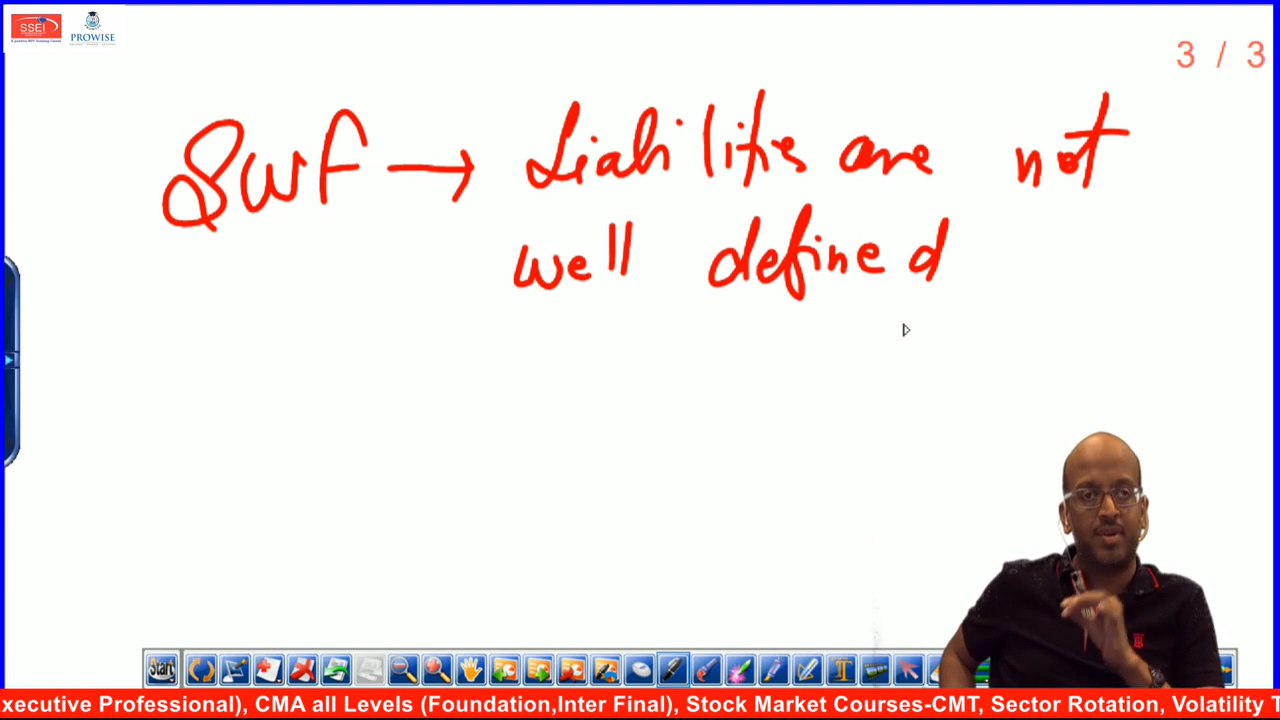 SSEI
PROWISE
3 / 3
SWF → Liabilities are not
well defined
Start
xecutive Professional), CMA all Levels (Foundation,Inter Final), Stock Market Courses-CMT, Sector Rotation, Volatility T